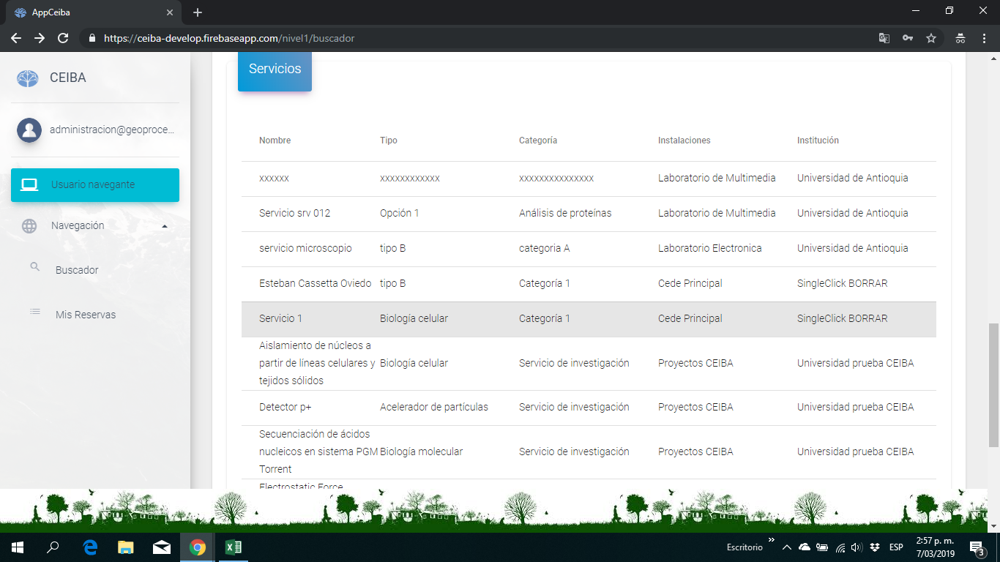 AppCeiba
https://ceiba-develop.firebaseapp.com/nivel1/buscador
CEIBA
administracion@geoproce...
Usuario navegante
Navegación
Buscador
Mis Reservas
Servicios
Nombre Tipo Categoría Instalaciones Institución
xxxxxx xxxxxxxxxxxx xxxxxxxxxxxxxxx Laboratorio de Multimedia Universidad de Antioquia
Servicio srv 012 Opción 1 Análisis de proteínas Laboratorio de Multimedia Universidad de Antioquia
servicio microscopio tipo B categoria A Laboratorio Electronica Universidad de Antioquia
Esteban Cassetta Oviedo tipo B Categoría 1 Cede Principal SingleClick BORRAR
Servicio 1 Biología celular Categoría 1 Cede Principal SingleClick BORRAR
Aislamiento de núcleos a
partir de líneas celulares y Biología celular Servicio de investigación Proyectos CEIBA Universidad prueba CEIBA
tejidos sólidos
Detector p+ Acelerador de partículas Servicio de investigación Proyectos CEIBA Universidad prueba CEIBA
Secuenciación de ácidos
nucleicos en sistema PGM Biología molecular Servicio de investigación Proyectos CEIBA Universidad prueba CEIBA
Torrent
Electrostatic Force
Escritorio
ESP
2:57 p. m.
7/03/2019
3